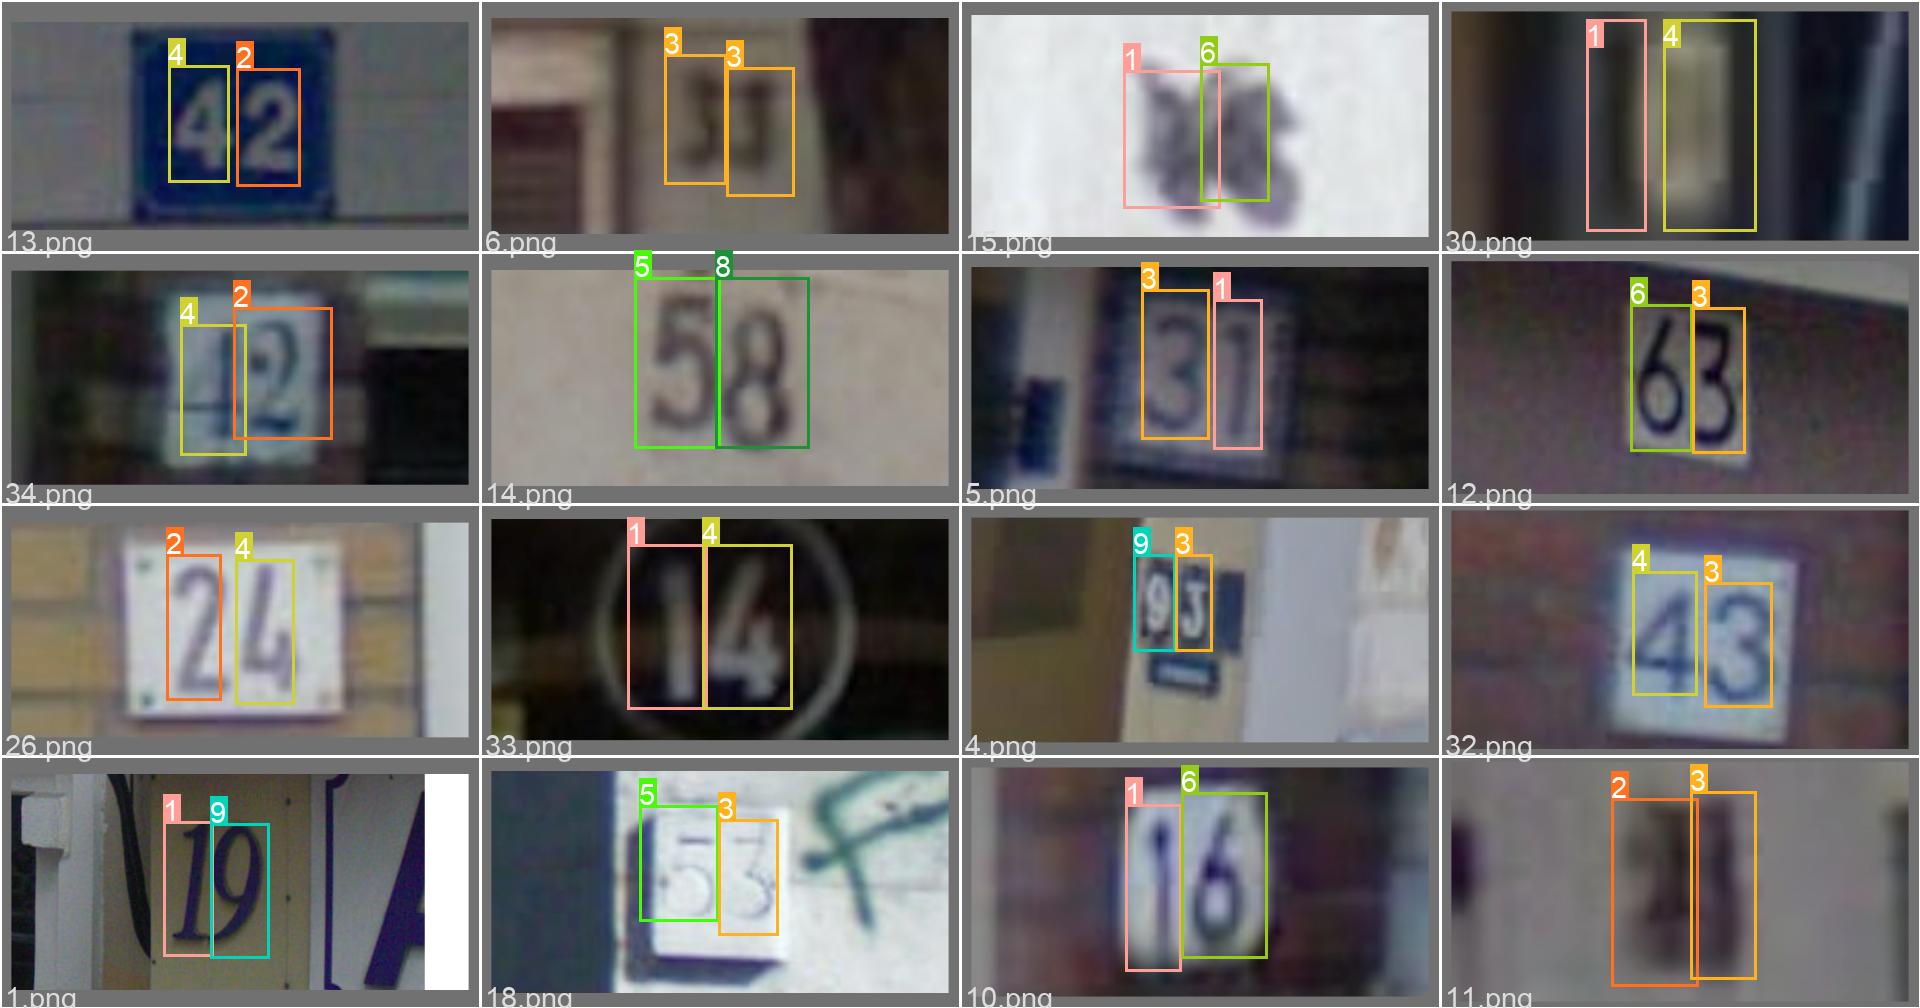 4 2 3 3 1 6 1 4
42
13.png 6.png 15.png 30.png
4 2 5 8 3 1 6 3
12 58 31 63
34.png 14.png 5.png 12.png
2 4 1 4 9 3 4 3
24 14 93 43
26.png 33.png 4.png 32.png
1 9 5 3 1 6 2 3
19 A 53 16
1.png 18.png 10.png 11.png